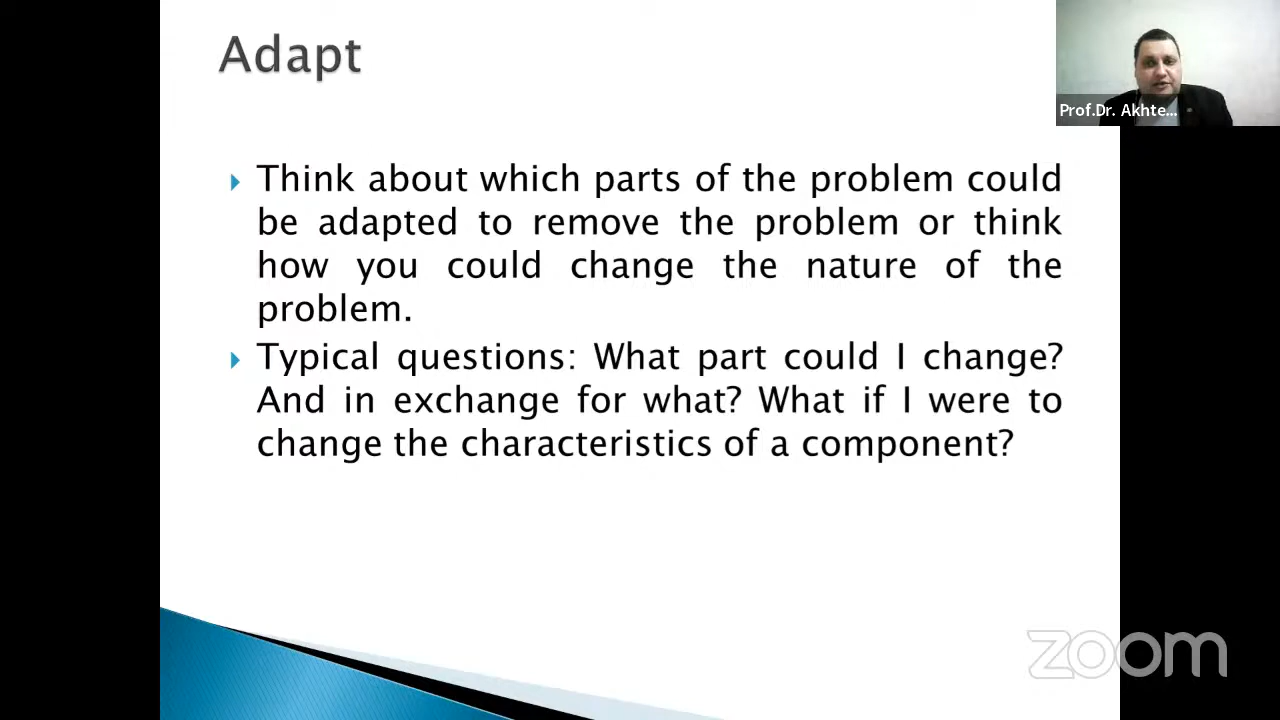 Adapt
Prof.Dr. Akhte...
Think about which parts of the problem could
be adapted to remove the problem or think
how you could change the nature of the
problem.
Typical questions: What part could I change?
And in exchange for what? What if I were to
change the characteristics of a component?
zoom